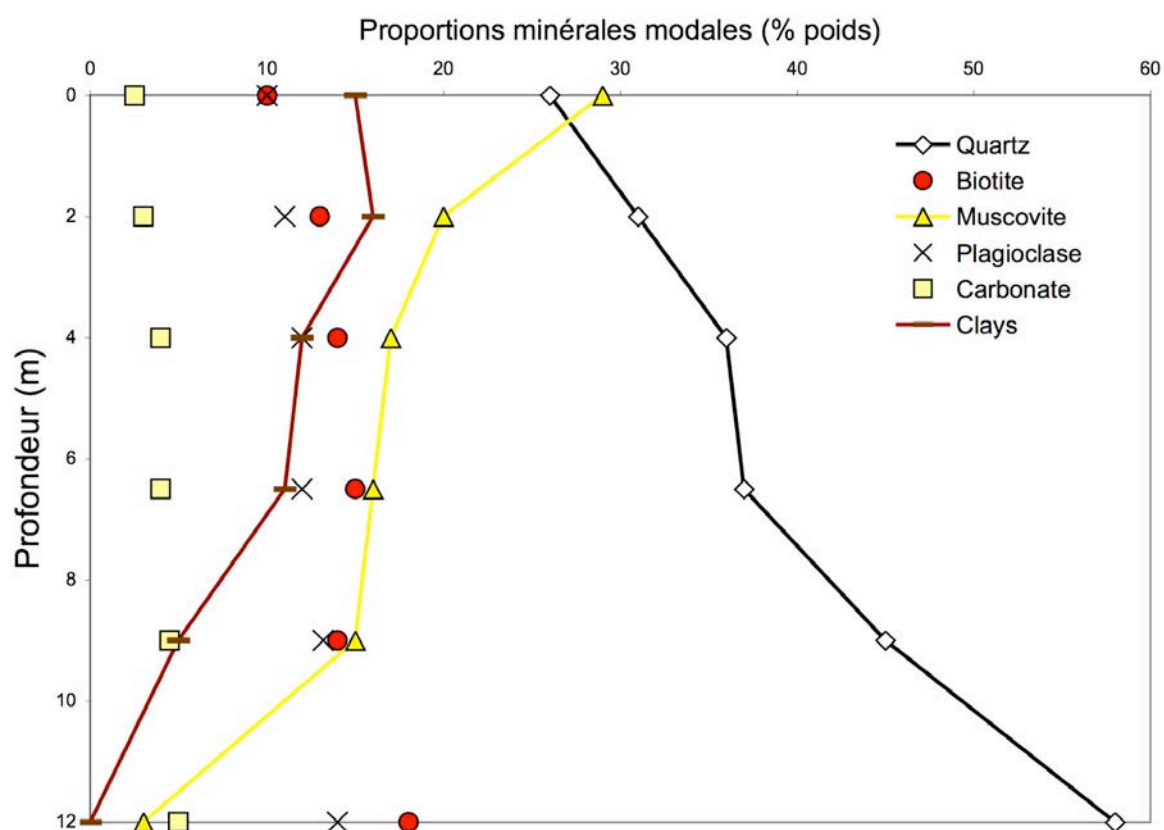 Proportions minérales modales (% poids)
0 10 20 30 40 50 60
0
2
4
6
8
10
12
Profondeur (m)
Quartz
Biotite
Muscovite
Plagioclase
Carbonate
Clays